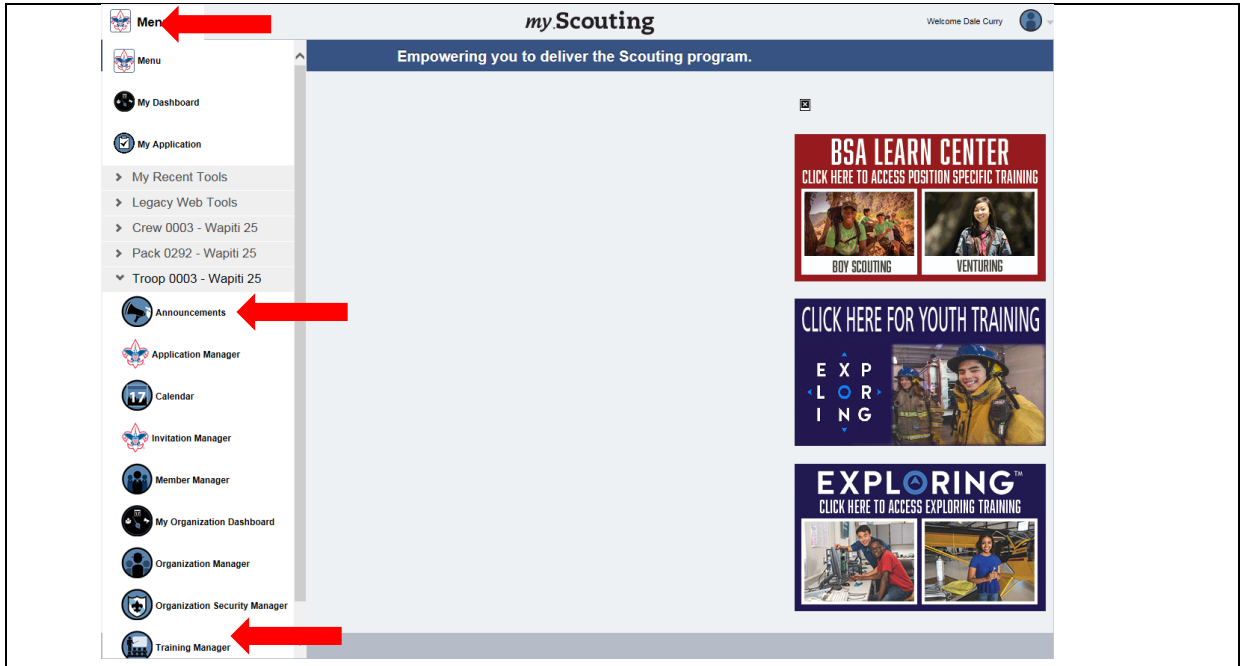 Men
my.Scouting
Welcome Dale Curry
Menu
Empowering you to deliver the Scouting program.
My Dashboard
My Application
My Recent Tools
Legacy Web Tools
Crew 0003 - Wapiti 25
Pack 0292 - Wapiti 25
Troop 0003 - Wapiti 25
Announcements
Application Manager
17
Calendar
Invitation Manager
Member Manager
My Organization Dashboard
Organization Manager
Organization Security Manager
Training Manager
BSA LEARN CENTER
CLICK HERE TO ACCESS POSITION SPECIFIC TRAINING
BOY SCOUTING
VENTURING
CLICK HERE FOR YOUTH TRAINING
E X P
L O R
I N G
EXPLORING™
CLICK HERE TO ACCESS EXPLORING TRAINING